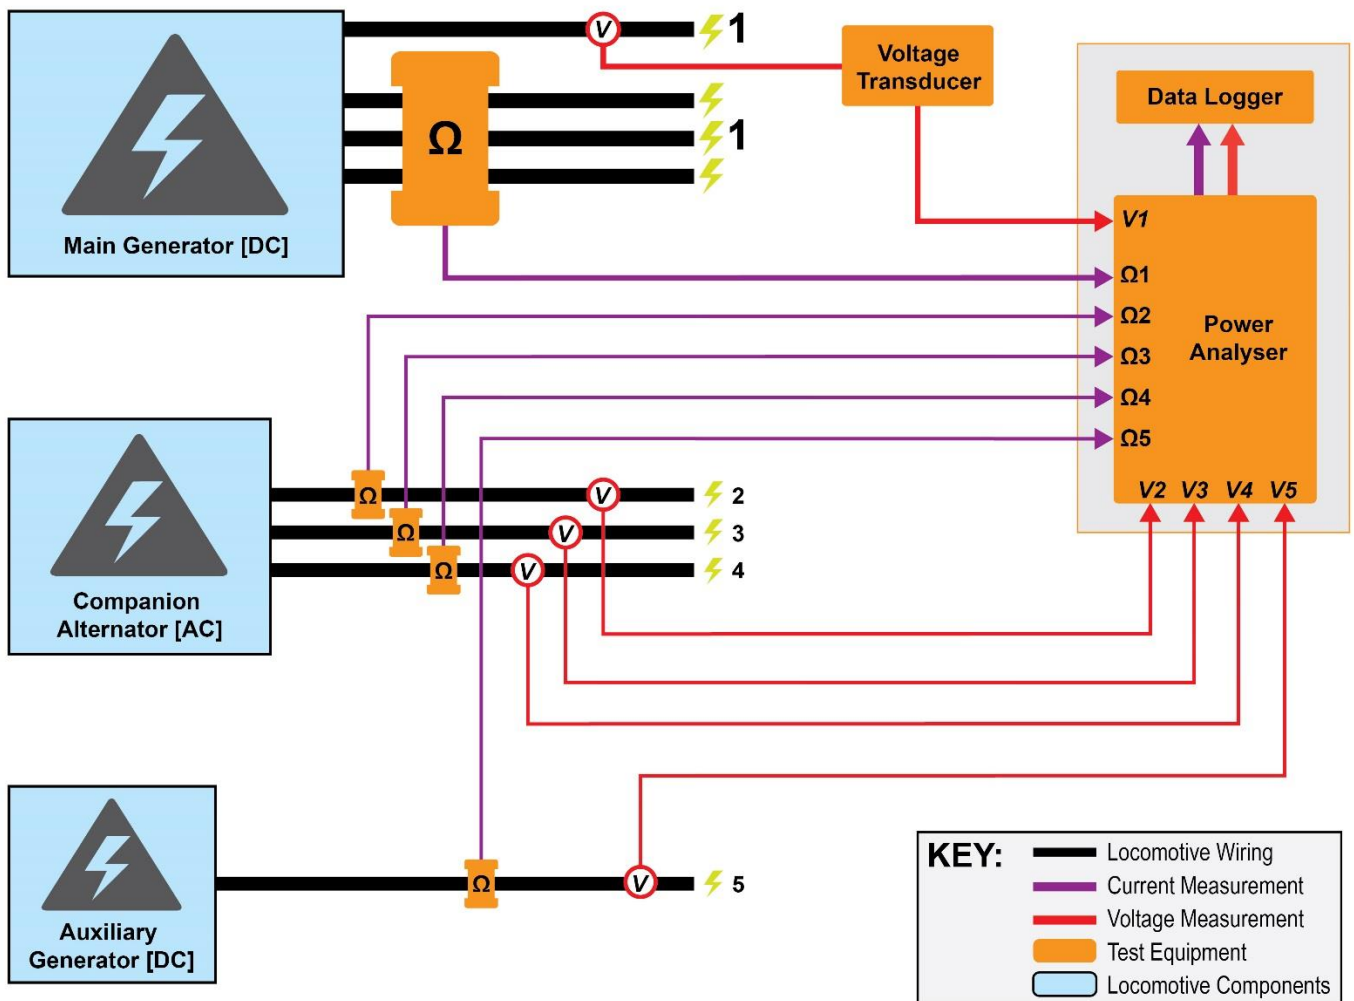 V
1
Voltage
Transducer
Data Logger
Ω
1
Main Generator [DC]
V1
Ω1
Ω2
Ω3
Ω4
Ω5
Power
Analyser
V2 V3 V4 V5
Companion
Alternator [AC]
Ω
V
2
Ω
V
3
Ω
V
4
Auxiliary
Generator [DC]
Ω
V
5
KEY:
Locomotive Wiring
Current Measurement
Voltage Measurement
Test Equipment
Locomotive Components